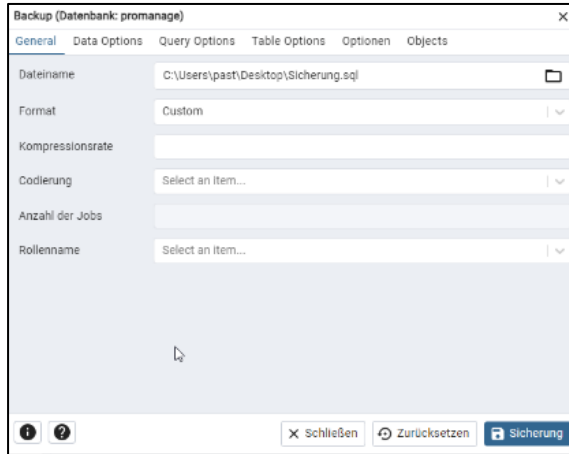 Backup (Datenbank: promanage)
General Data Options Query Options Table Options Optionen Objects
Dateiname C:\Users\past\Desktop\Sicherung.sql
Format Custom
Kompressionsrate
Codierung Select an item...
Anzahl der Jobs
Rollenname Select an item...
Schließen Zurücksetzen Sicherung